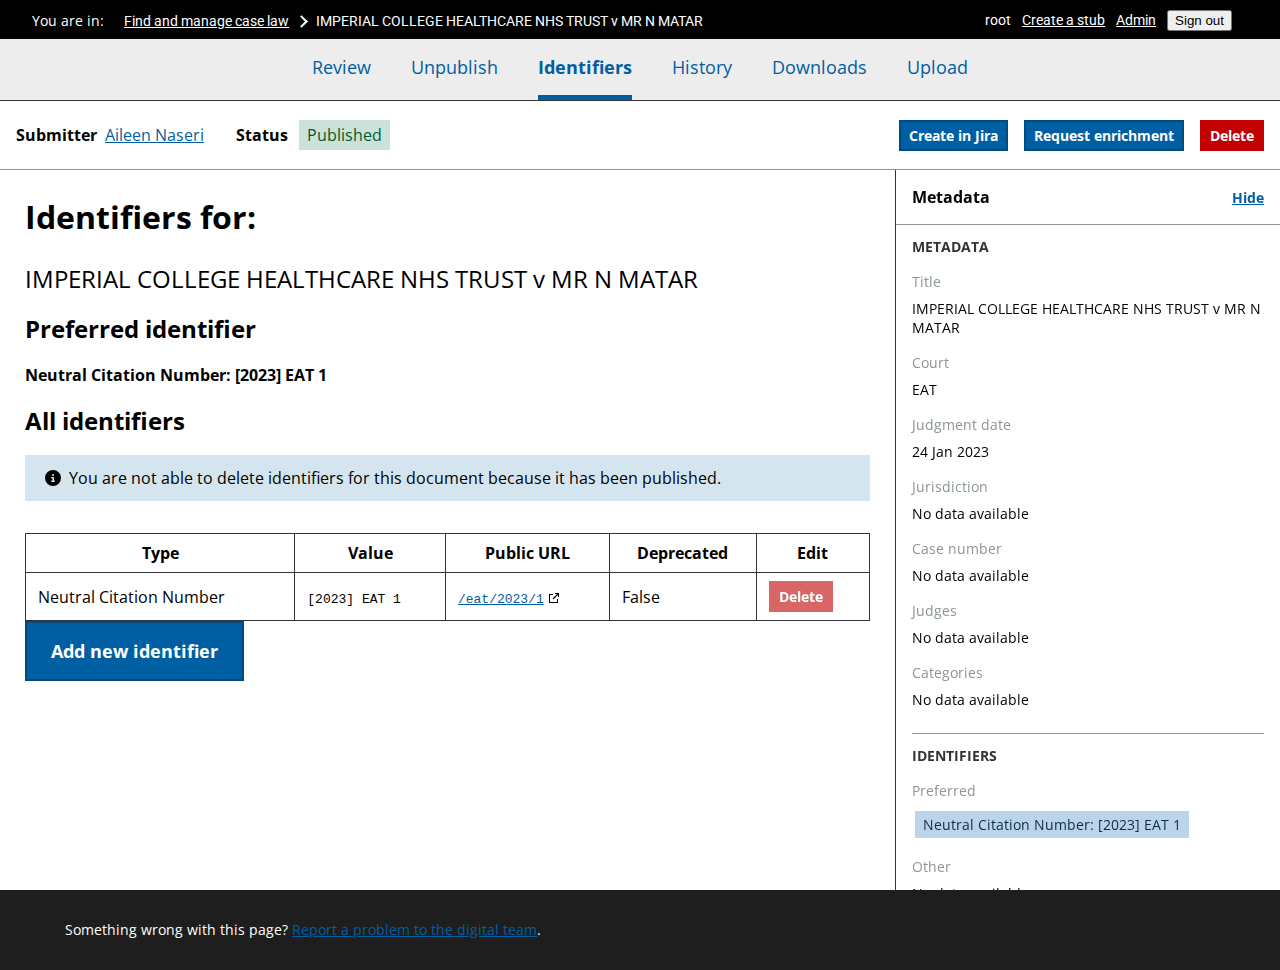 You are in: Find and manage case law IMPERIAL COLLEGE HEALTHCARE NHS TRUST v MR N MATAR root Create a stub Admin Sign out
Review Unpublish Identifiers History Downloads Upload
Submitter Aileen Naseri Status Published Create in Jira Request enrichment Delete
Identifiers for:
IMPERIAL COLLEGE HEALTHCARE NHS TRUST v MR N MATAR
Preferred identifier
Neutral Citation Number: [2023] EAT 1
All identifiers
You are not able to delete identifiers for this document because it has been published.
Type Value Public URL Deprecated Edit
Neutral Citation Number [2023] EAT 1 /eat/2023/1 False Delete
Add new identifier
Metadata Hide
METADATA
Title
IMPERIAL COLLEGE HEALTHCARE NHS TRUST v MR N
MATAR
Court
EAT
Judgment date
24 Jan 2023
Jurisdiction
No data available
Case number
No data available
Judges
No data available
Categories
No data available
IDENTIFIERS
Preferred
Neutral Citation Number: [2023] EAT 1
Other
Something wrong with this page? Report a problem to the digital team.